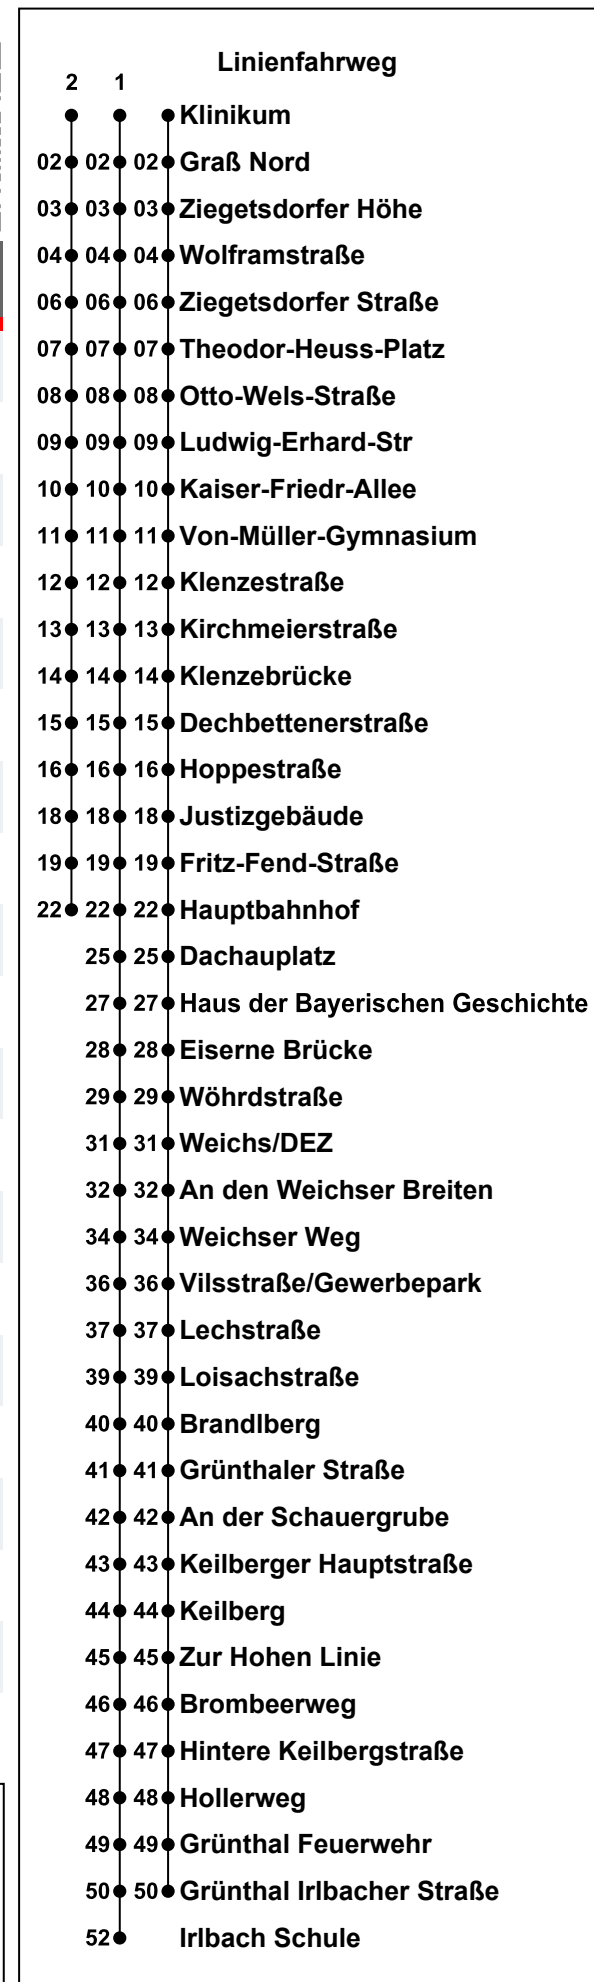 Linienfahrweg
2 1
Klinikum
02 02 02 Graß Nord
03 03 03 Ziegetsdorfer Höhe
04 04 04 Wolframstraße
06 06 06 Ziegetsdorfer Straße
07 07 07 Theodor-Heuss-Platz
08 08 08 Otto-Wels-Straße
09 09 09 Ludwig-Erhard-Str
10 10 10 Kaiser-Friedr-Allee
11 11 11 Von-Müller-Gymnasium
12 12 12 Klenzestraße
13 13 13 Kirchmeierstraße
14 14 14 Klenzebrücke
15 15 15 Dechbettenerstraße
16 16 16 Hoppestraße
18 18 18 Justizgebäude
19 19 19 Fritz-Fend-Straße
22 22 22 Hauptbahnhof
25 25 Dachauplatz
27 27 Haus der Bayerischen Geschichte
28 28 Eiserne Brücke
29 29 Wöhrdstraße
31 31 Weichs/DEZ
32 32 An den Weichser Breiten
34 34 Weichser Weg
36 36 Vilsstraße/Gewerbepark
37 37 Lechstraße
39 39 Loisachstraße
40 40 Brandlberg
41 41 Grünthaler Straße
42 42 An der Schauergrube
43 43 Keilberger Hauptstraße
44 44 Keilberg
45 45 Zur Hohen Linie
46 46 Brombeerweg
47 47 Hintere Keilbergstraße
48 48 Hollerweg
49 49 Grünthal Feuerwehr
50 50 Grünthal Irlbacher Straße
52 Irlbach Schule